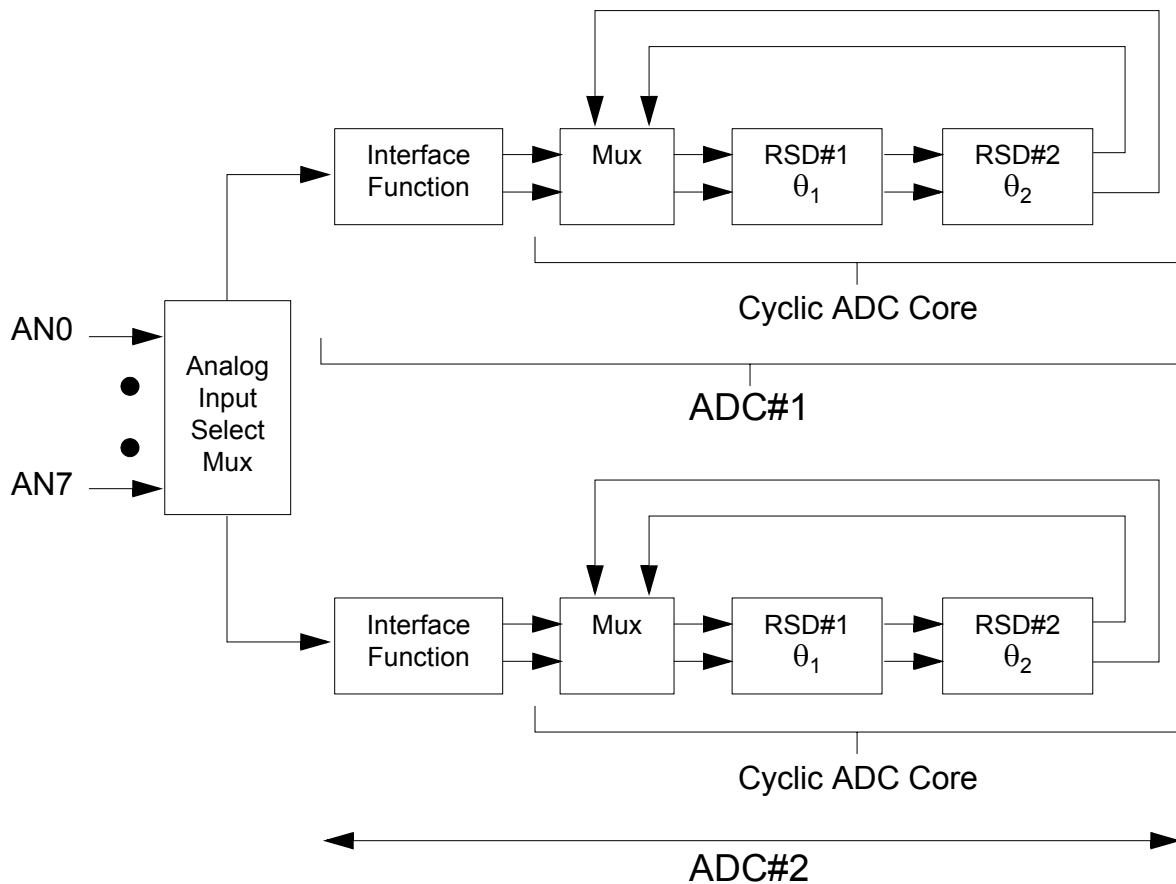 Interface
Function
Mux
RSD#1
θ1
RSD#2
θ2
Cyclic ADC Core
ADC#1
AN0
AN7
Analog
Input
Select
Mux
Interface
Function
Mux
RSD#1
θ1
RSD#2
θ2
Cyclic ADC Core
ADC#2